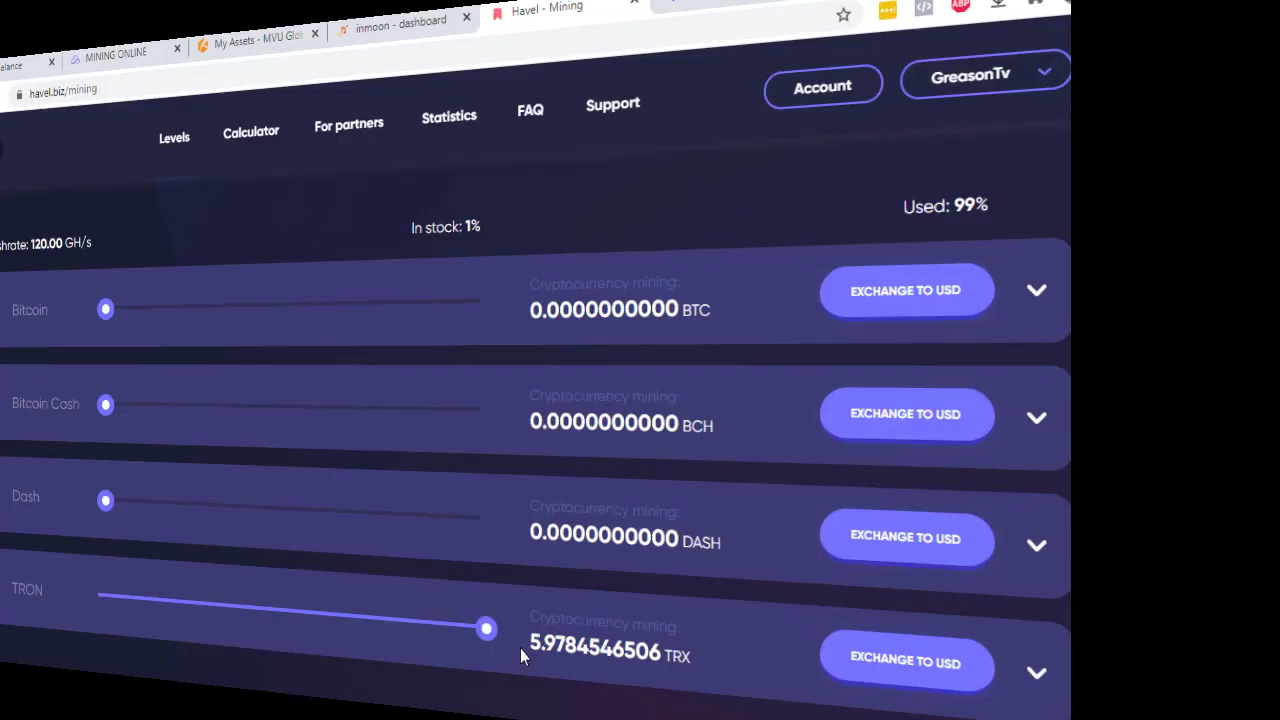 Havel - Mining
inmoon - dashboard
My Assets - MVU Glo
MINING ONLINE
alance
havel.biz/mining
ABP
Levels
Calculator
For partners
Statistics
FAQ
Support
Account
GreasonTv
shrate: 120.00 GH/s
In stock: 1%
Used: 99%
Bitcoin
Cryptocurrency mining:
0.0000000000 BTC
EXCHANGE TO USD
Bitcoin Cash
Cryptocurrency mining:
0.0000000000 BCH
EXCHANGE TO USD
Dash
Cryptocurrency mining:
0.0000000000 DASH
EXCHANGE TO USD
TRON
Cryptocurrency mining:
5.9784546506 TRX
EXCHANGE TO USD